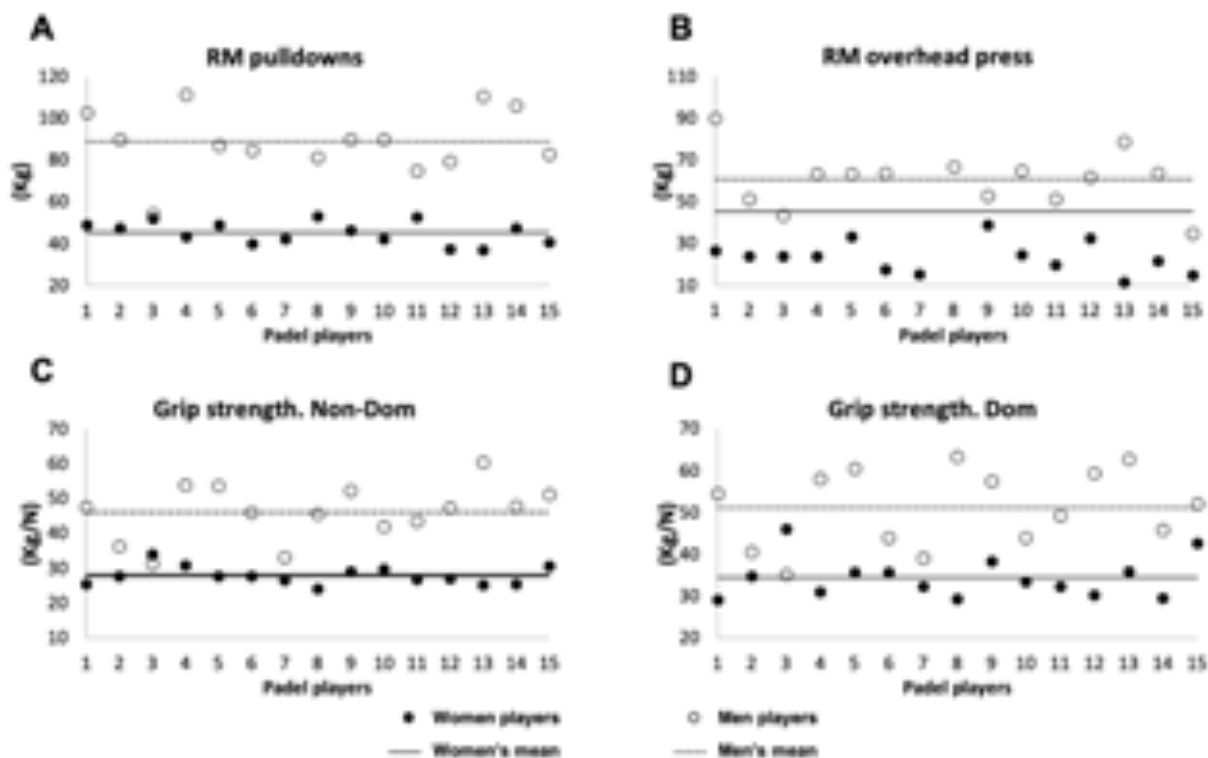 A
RM pulldowns
120
100
80
60
40
20
(Kg)
1 2 3 4 5 6 7 8 9 10 11 12 13 14 15
Padel players
B
RM overhead press
110
90
70
50
30
10
(Kg)
1 2 3 4 5 6 7 8 9 10 11 12 13 14 15
Padel players
C
Grip strength. Non-Dom
70
60
50
40
30
20
10
(Kg/N)
1 2 3 4 5 6 7 8 9 10 11 12 13 14 15
Padel players
D
Grip strength. Dom
70
60
50
40
30
20
(Kg/N)
1 2 3 4 5 6 7 8 9 10 11 12 13 14 15
Padel players
Women players
Men players
Women's mean
Men's mean